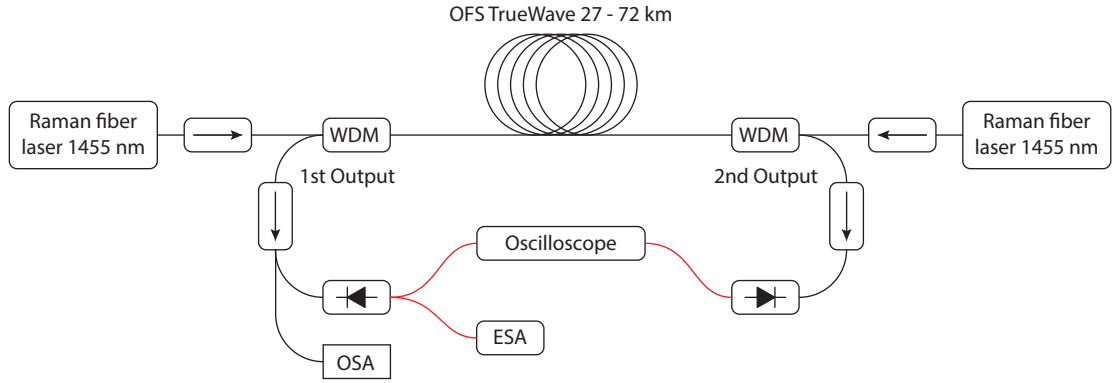 OFS TrueWave 27 - 72 km
Raman fiber
laser 1455 nm
WDM
WDM
Raman fiber
laser 1455 nm
1st Output
2nd Output
Oscilloscope
ESA
OSA